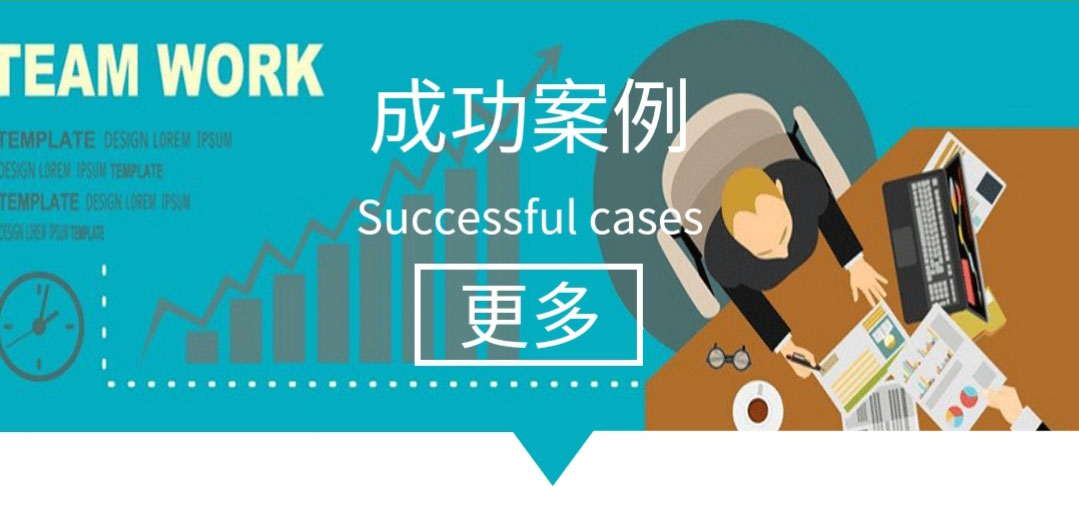 TEAM WORK
TEMPLATE DESIGN LOREM IPSUM
DESIGN LOREM IPSUM TEMPLATE
TEMPLATE DESIGN LOREM IPSUM
DESIGN LOREM IPSUM TEMPLATE
成功案例
Successful cases
更多